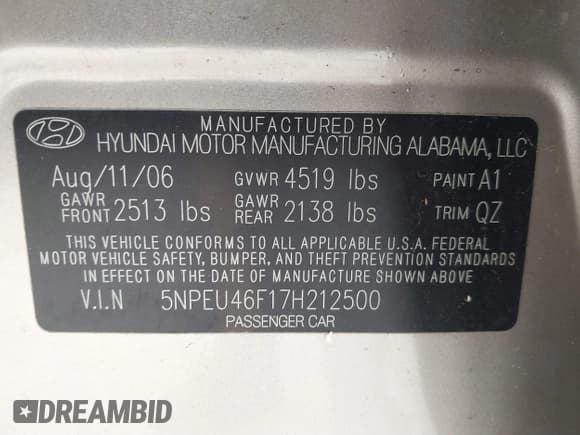 MANUFACTURED BY
HYUNDAI MOTOR MANUFACTURING ALABAMA, LLC
Aug/11/06 GVWR 4519 lbs PAINT A1
GAWR FRONT 2513 lbs GAWR REAR 2138 lbs TRIM QZ
THIS VEHICLE CONFORMS TO ALL APPLICABLE U.S.A. FEDERAL
MOTOR VEHICLE SAFETY, BUMPER, AND THEFT PREVENTION STANDARDS
IN EFFECT ON THE DATE OF MANUFACTURE SHOWN ABOVE
V.I.N 5NPEU46F17H212500
PASSENGER CAR
DREAMBID